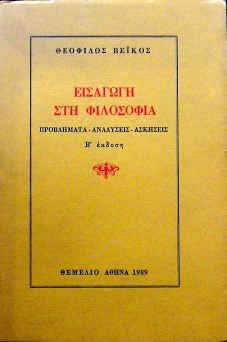 ΘΕΟΦΙΛΟΣ ΒΕΪΚΟΣ
ΕΙΣΑΓΩΓΗ
ΣΤΗ ΦΙΛΟΣΟΦΙΑ
ΠΡΟΒΛΗΜΑΤΑ - ΑΝΑΛΥΣΕΙΣ - ΑΣΚΗΣΕΙΣ
Β' έκδοση
ΘΕΜΕΛΙΟ ΑΘΗΝΑ 1989